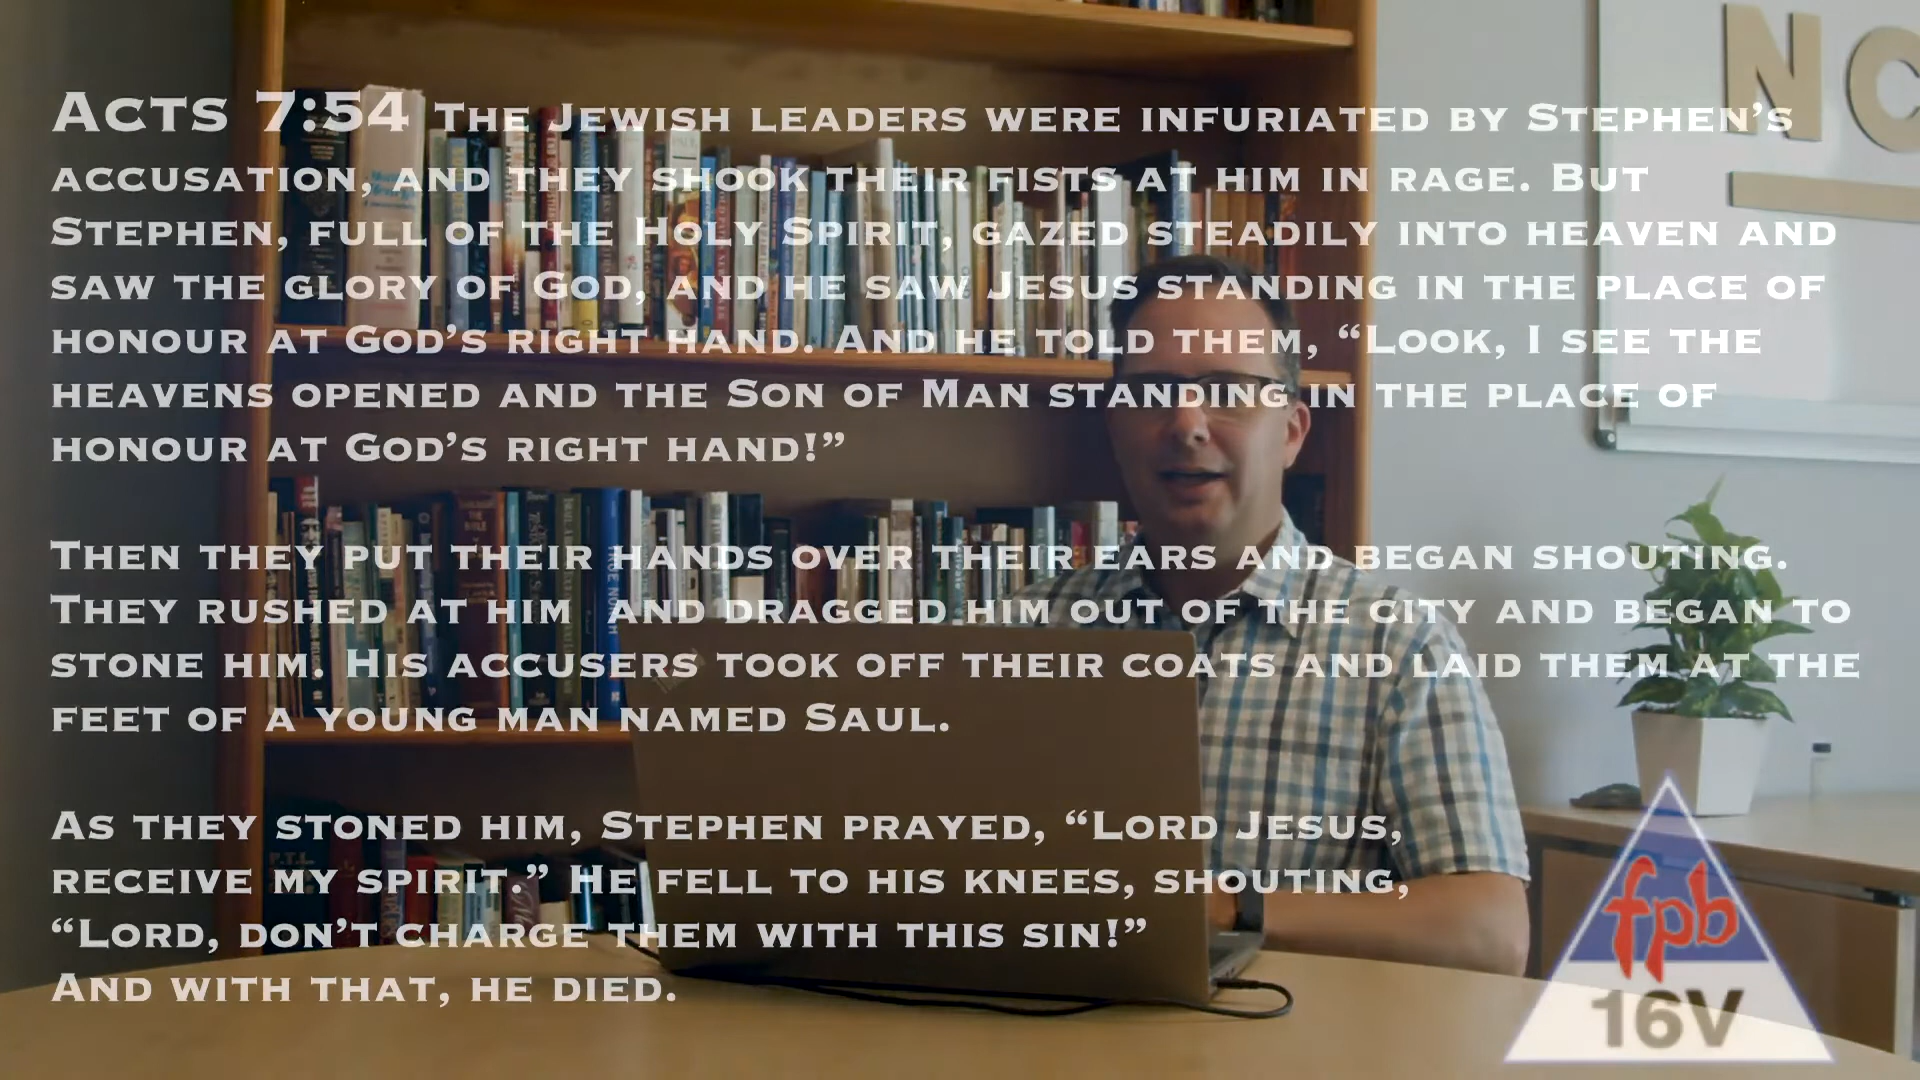 Acts 7:54 The Jewish leaders were infuriated by Stephen’s
accusation, and they shook their fists at him in rage. But
Stephen, full of the Holy Spirit, gazed steadily into heaven and
saw the glory of God, and he saw Jesus standing in the place of
honour at God’s right hand. And he told them, “Look, I see the
heavens opened and the Son of Man standing in the place of
honour at God’s right hand!”
Then they put their hands over their ears and began shouting.
They rushed at him and dragged him out of the city and began to
stone him. His accusers took off their coats and laid them at the
feet of a young man named Saul.
As they stoned him, Stephen prayed, “Lord Jesus,
receive my spirit.” He fell to his knees, shouting,
“Lord, don’t charge them with this sin!”
And with that, he died.
NC
TRUE NORTH
P.T.L.
fpb
16V